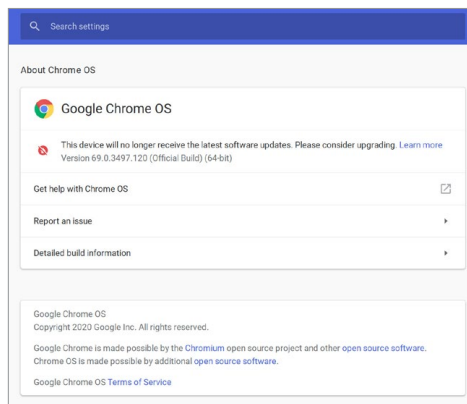 Search settings
About Chrome OS
Google Chrome OS
This device will no longer receive the latest software updates. Please consider upgrading. Learn more
Version 69.0.3497.120 (Official Build) (64-bit)
Get help with Chrome OS
Report an issue
Detailed build information
Google Chrome OS
Copyright 2020 Google Inc. All rights reserved.
Google Chrome is made possible by the Chromium open source project and other open source software.
Chrome OS is made possible by additional open source software.
Google Chrome OS Terms of Service